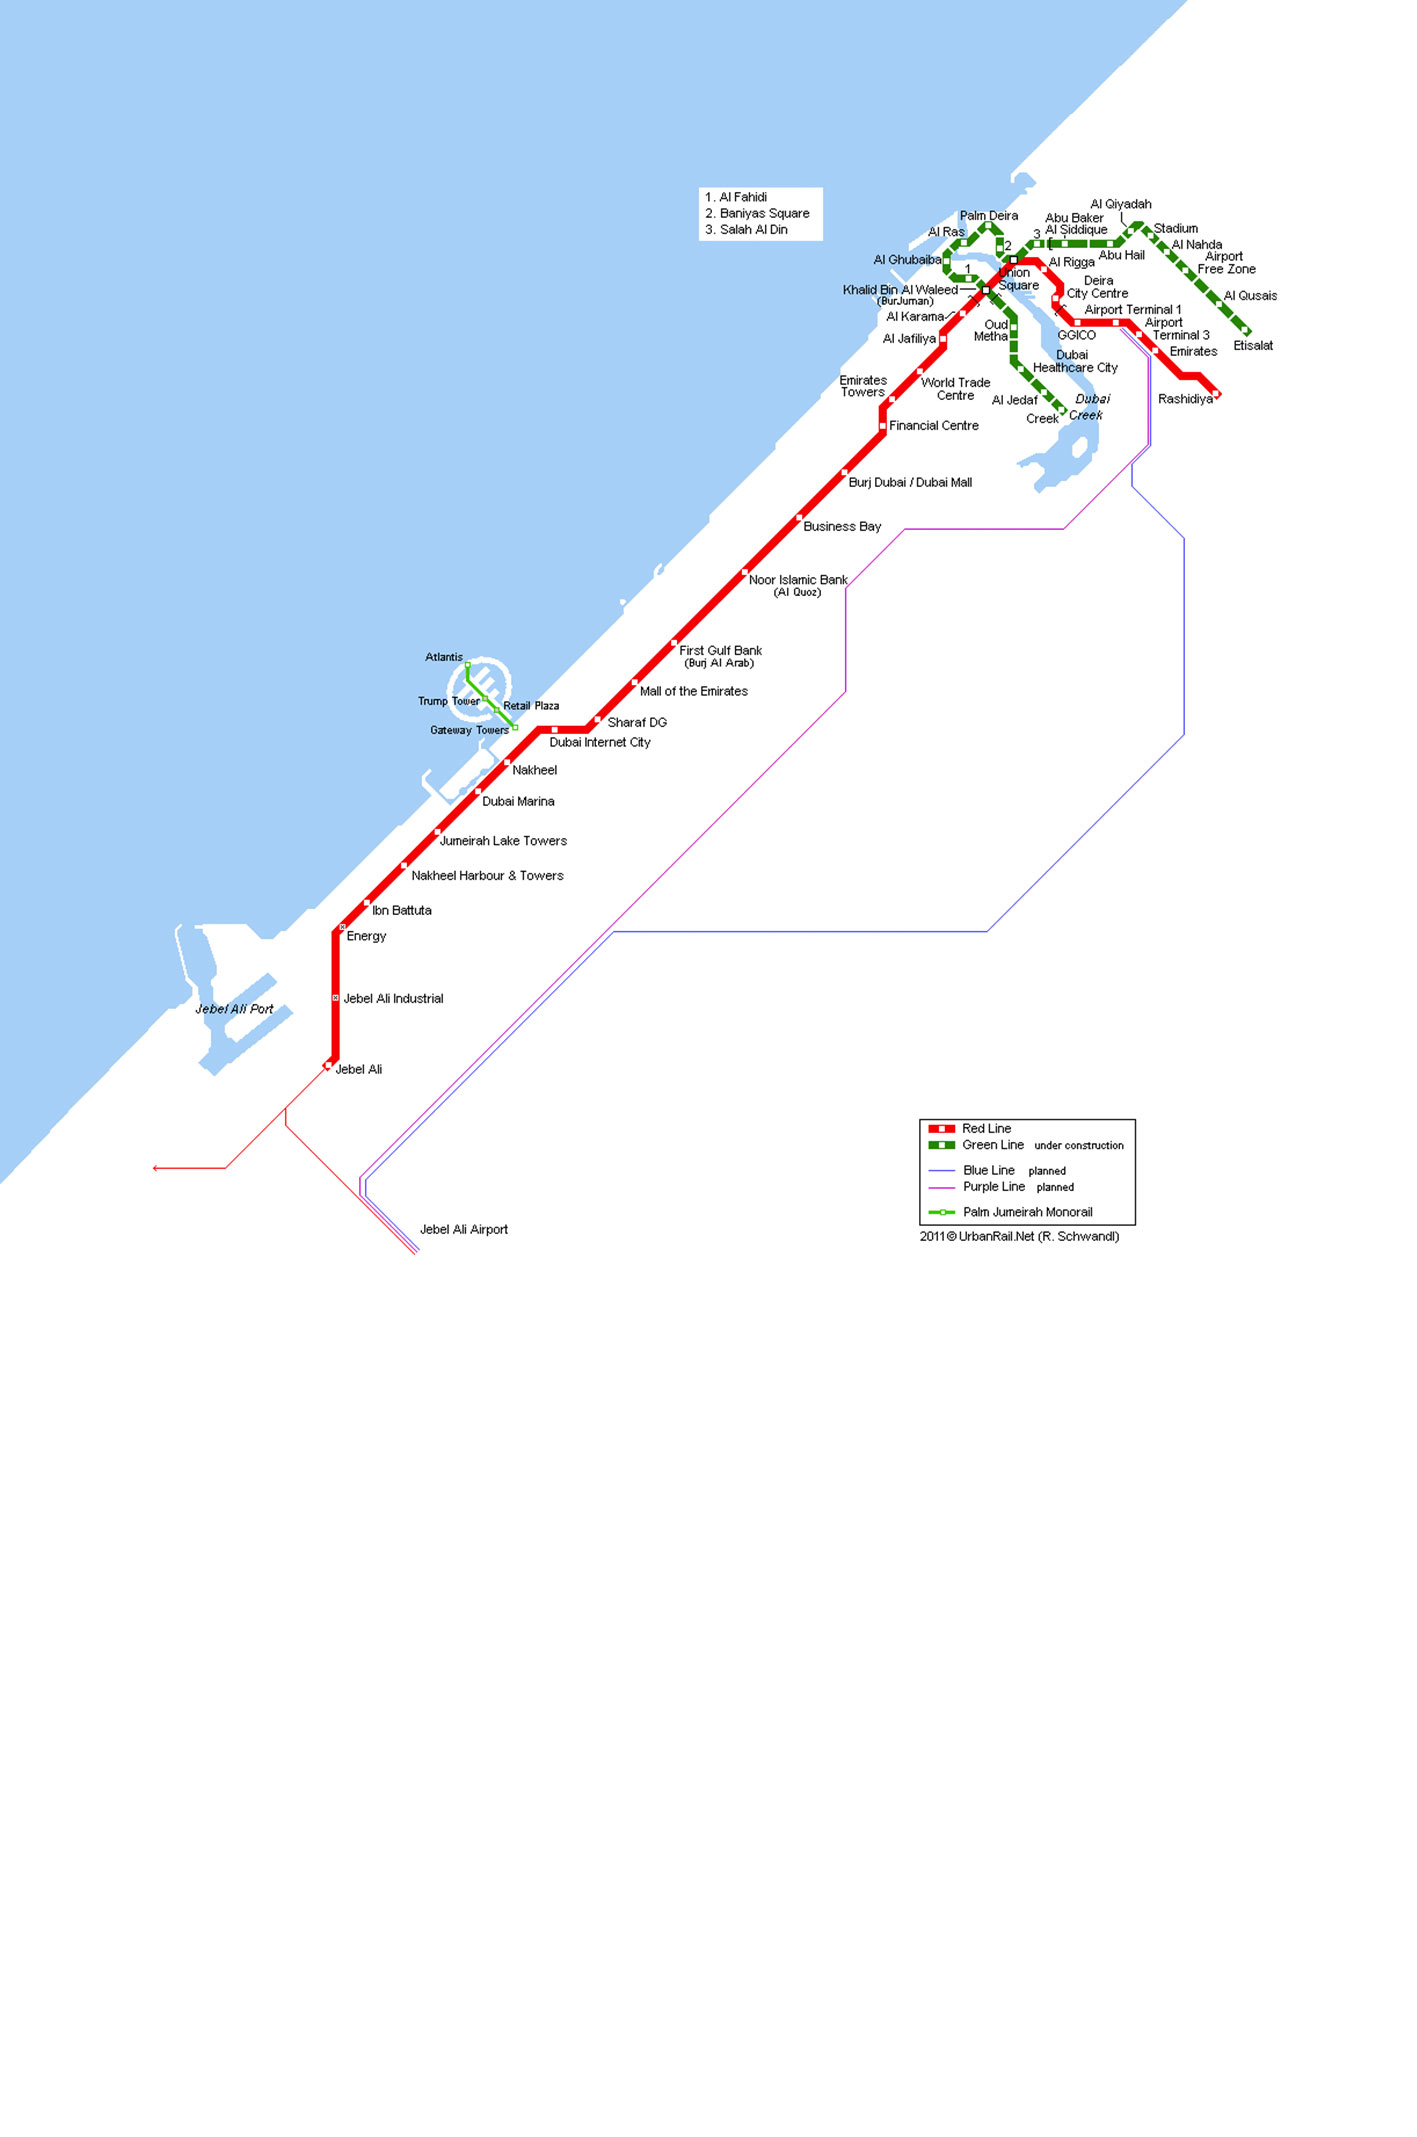 1. Al Fahidi
2. Baniyas Square
3. Salah Al Din
Al Qiyadah
Palm Deira
Abu Baker
Al Siddique
Stadium
Al Ras
3
Al Nahda
2
Abu Hail
Airport
Free Zone
Al Ghubaiba
1
Union
Square
Al Rigga
Deira
City Centre
Al Qusais
Khalid Bin Al Waleed
(BurJuman)
Al Karama
Airport Terminal 1
Oud
Metha
GGICO
Airport
Terminal 3
Al Jafiliya
Etisalat
Emirates
Dubai
Healthcare City
Emirates
Towers
World Trade
Centre
Al Jedaf
Dubai
Creek
Rashidiya
Creek
Financial Centre
Burj Dubai / Dubai Mall
Business Bay
Noor Islamic Bank
(Al Quoz)
First Gulf Bank
(Burj Al Arab)
Atlantis
Mall of the Emirates
Trump Tower
Retail Plaza
Sharaf DG
Gateway Towers
Dubai Internet City
Nakheel
Dubai Marina
Jumeirah Lake Towers
Nakheel Harbour & Towers
Ibn Battuta
Energy
Jebel Ali Industrial
Jebel Ali Port
Jebel Ali
Jebel Ali Airport
Red Line
Green Line under construction
Blue Line planned
Purple Line planned
Palm Jumeirah Monorail
2011 © UrbanRail.Net (R. Schwandl)